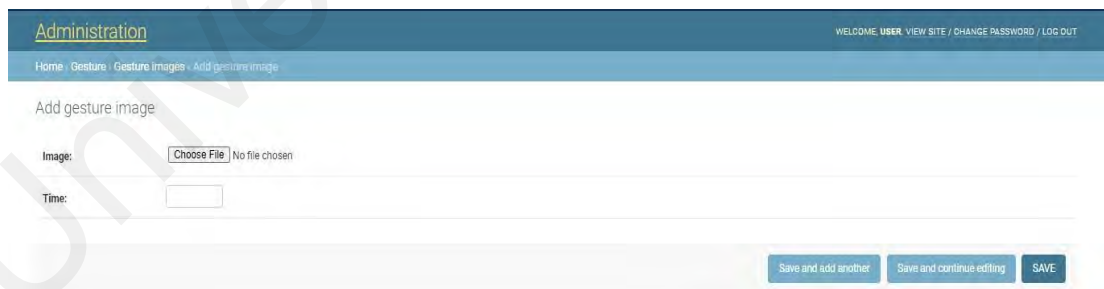 Administration
WELCOME, USER. VIEW SITE / CHANGE PASSWORD / LOG OUT
Home › Gesture › Gesture images › Add gesture image
Add gesture image
Image: Choose File No file chosen
Time:
Save and add another Save and continue editing SAVE
Unive